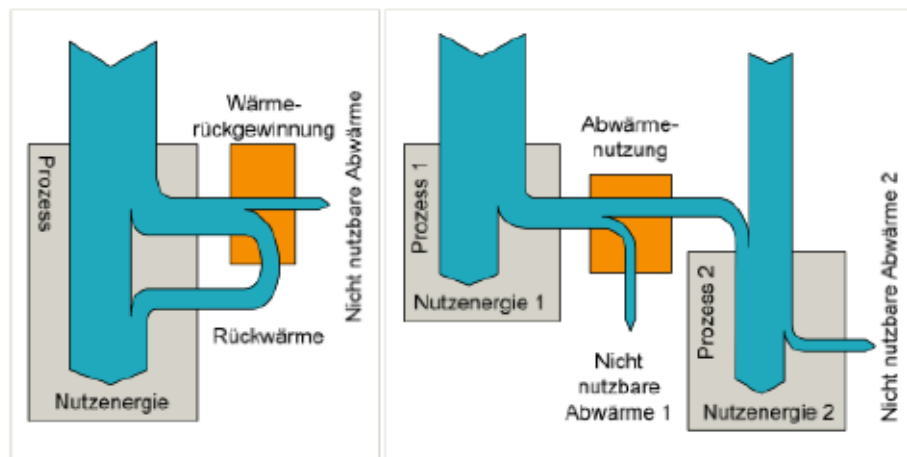 Wärme-
rückgewinnung
Prozess
Nicht nutzbare Abwärme
Rückwärme
Nutzenergie
Abwärme-
nutzung
Prozess 1
Nutzenergie 1
Nicht
nutzbare
Abwärme 1
Prozess 2
Nutzenergie 2
Nicht nutzbare Abwärme 2